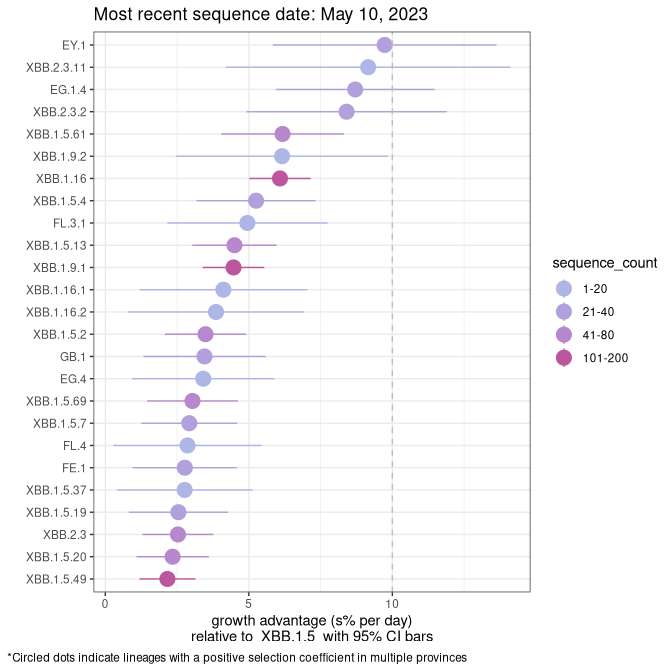 Most recent sequence date: May 10, 2023
EY.1
XBB.2.3.11
EG.1.4
XBB.2.3.2
XBB.1.5.61
XBB.1.9.2
XBB.1.16
XBB.1.5.4
FL.3.1
XBB.1.5.13
XBB.1.9.1
XBB.1.16.1
XBB.1.16.2
XBB.1.5.2
GB.1
EG.4
XBB.1.5.69
XBB.1.5.7
FL.4
FE.1
XBB.1.5.37
XBB.1.5.19
XBB.2.3
XBB.1.5.20
XBB.1.5.49
0 5 10
growth advantage (s% per day)
relative to XBB.1.5 with 95% CI bars
sequence_count
1-20
21-40
41-80
101-200
*Circled dots indicate lineages with a positive selection coefficient in multiple provinces